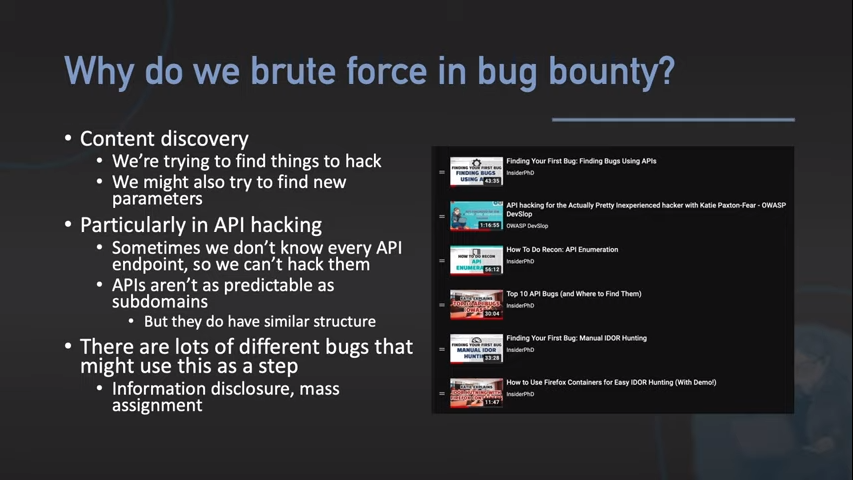 Why do we brute force in bug bounty?
• Content discovery
• We're trying to find things to hack
• We might also try to find new
parameters
• Particularly in API hacking
• Sometimes we don't know every API
endpoint, so we can't hack them
• APIs aren't as predictable as
subdomains
• But they do have similar structure
• There are lots of different bugs that
might use this as a step
• Information disclosure, mass
assignment
FINDING YOUR FIRST BUG
FINDING BUGS
43:35
Finding Your First Bug: Finding Bugs Using APIs
InsiderPhD
1:16:55
API hacking for the Actually Pretty Inexperienced hacker with Katie Paxton-Fear - OWASP
DevSlop
OWASP DevSlop
HOW TO DO RECON
API
56:12
How To Do Recon: API Enumeration
InsiderPhD
30:04
Top 10 API Bugs (and Where to Find Them)
InsiderPhD
FINDING YOUR FIRST BUG
MANUAL IDOR
33:28
Finding Your First Bug: Manual IDOR Hunting
InsiderPhD
11:47
How to Use Firefox Containers for Easy IDOR Hunting (With Demo!)
InsiderPhD